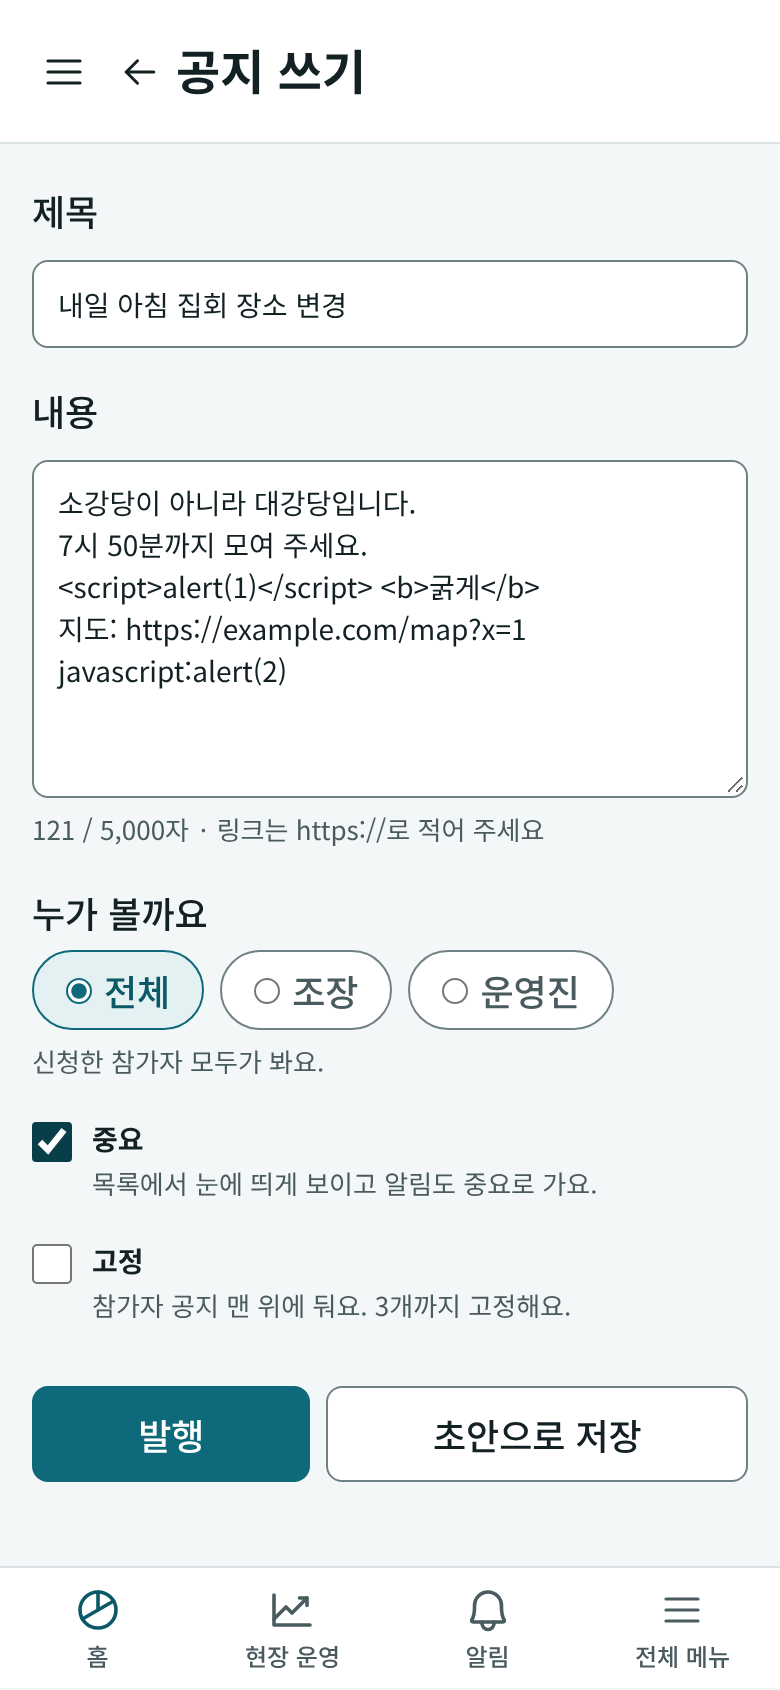 공지 쓰기
제목
내일 아침 집회 장소 변경
내용
소강당이 아니라 대강당입니다.
7시 50분까지 모여 주세요.
<script>alert(1)</script> <b>굵게</b>
지도: https://example.com/map?x=1
javascript:alert(2)
121 / 5,000자 · 링크는 https://로 적어 주세요
누가 볼까요
전체 조장 운영진
신청한 참가자 모두가 봐요.
중요
목록에서 눈에 띄게 보이고 알림도 중요로 가요.
고정
참가자 공지 맨 위에 둬요. 3개까지 고정해요.
발행 초안으로 저장
홈 현장 운영 알림 전체 메뉴